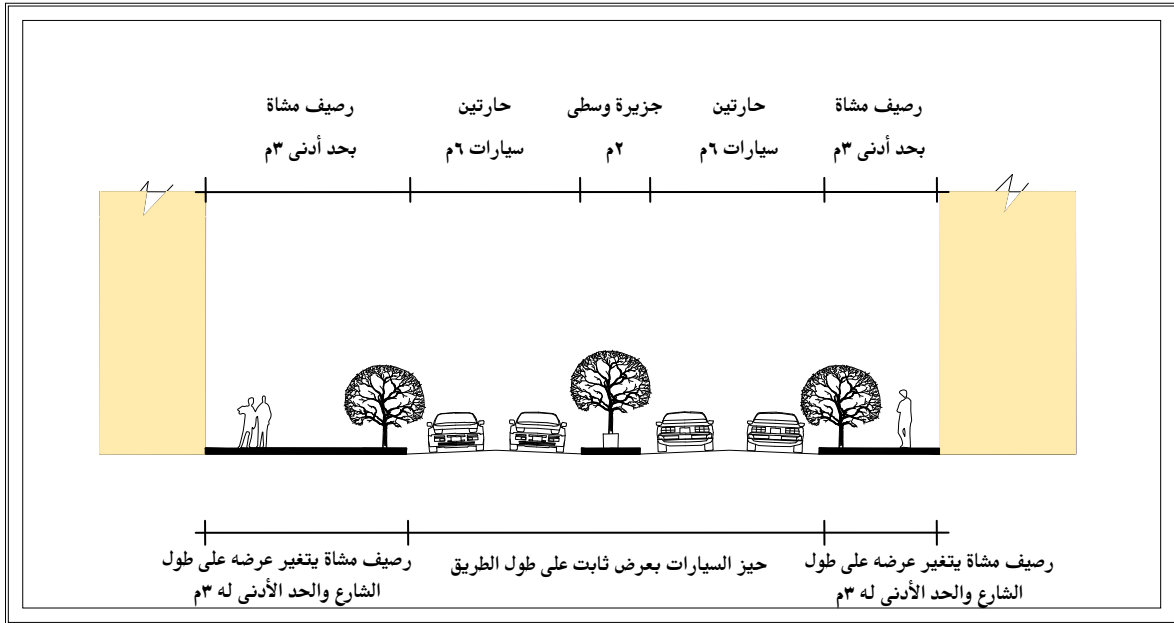 رصيف مشاة
بحد أدنى ٣م
حارتين
سيارات ٦م
جزيرة وسطى
٢م
حارتين
سيارات ٦م
رصيف مشاة
بحد أدنى ٣م
رصيف مشاة يتغير عرضه على طول
الشارع والحد الأدنى له ٣م
حيز السيارات بعرض ثابت على طول الطريق
رصيف مشاة يتغير عرضه على طول
الشارع والحد الأدنى له ٣م